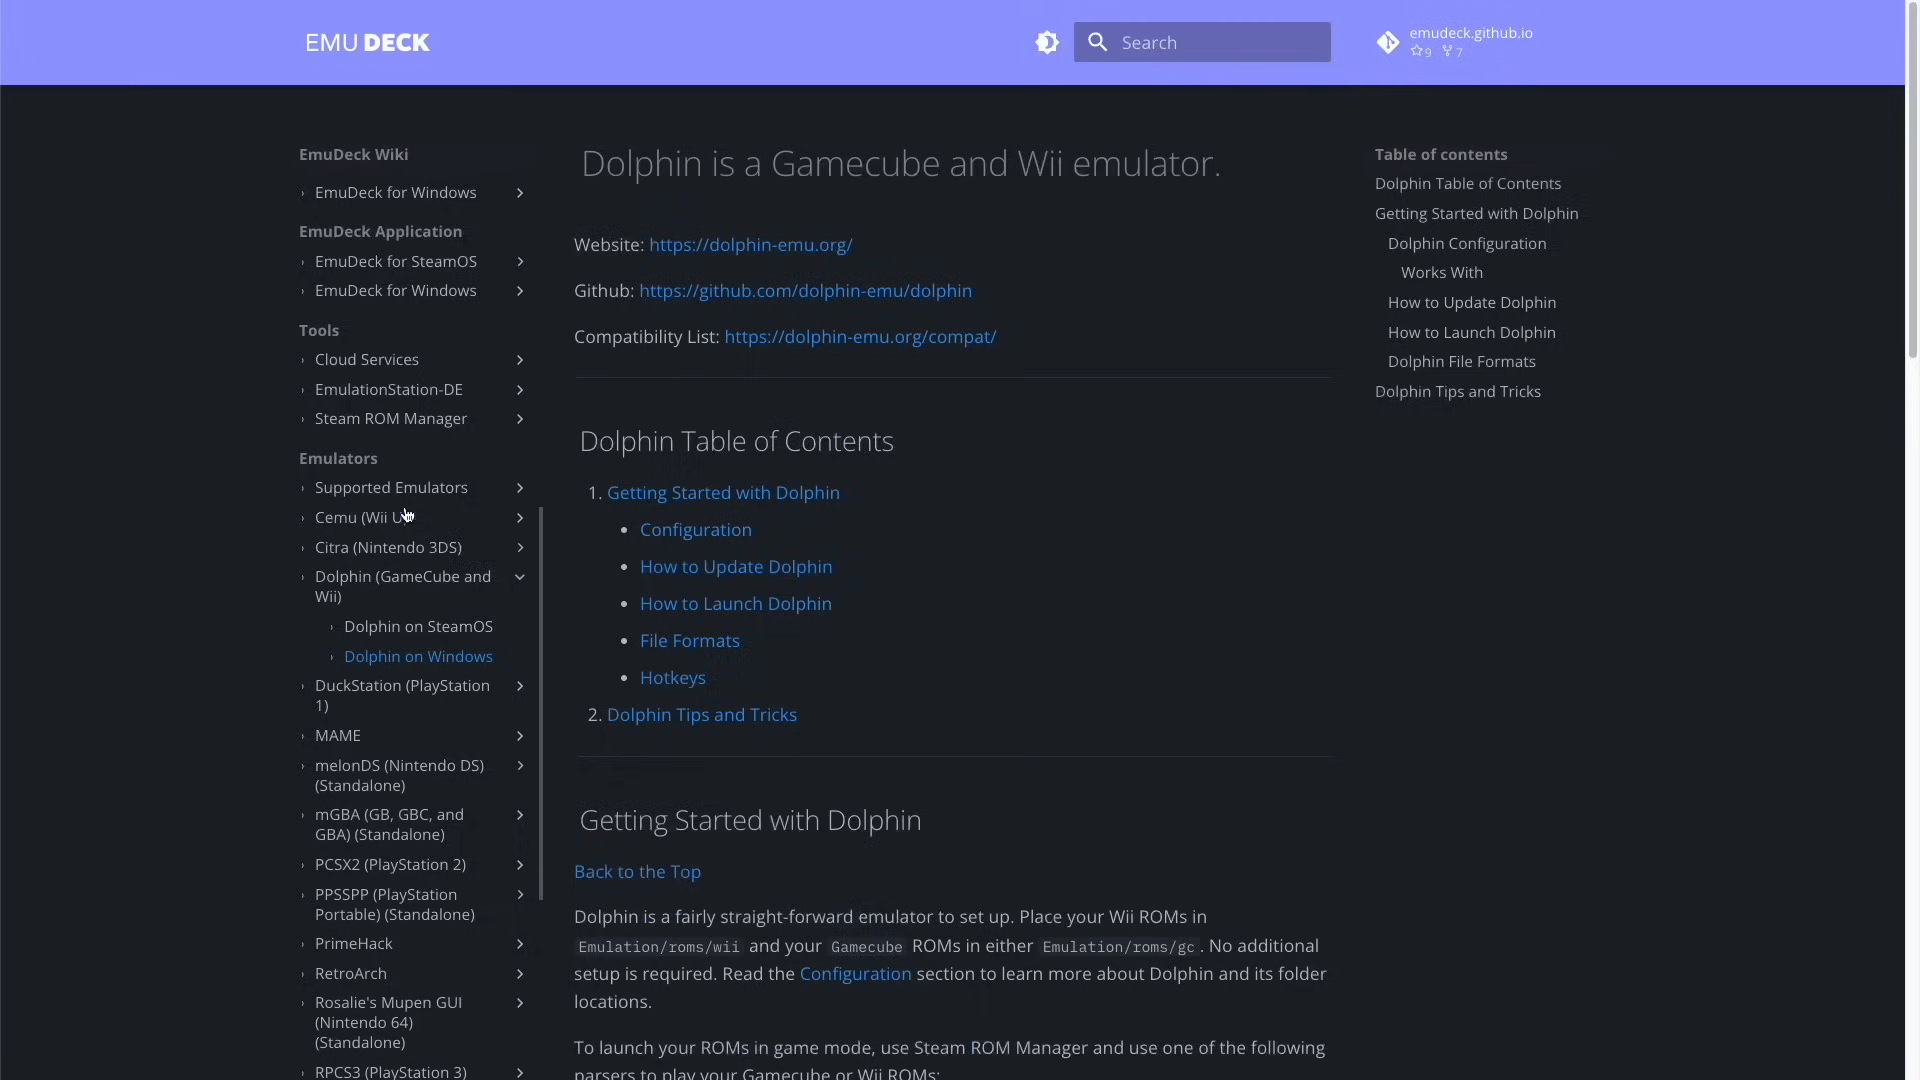 EMU DECK
Search
emudeck.github.io
9 7
EmuDeck Wiki
EmuDeck for Windows
EmuDeck Application
EmuDeck for SteamOS
EmuDeck for Windows
Tools
Cloud Services
EmulationStation-DE
Steam ROM Manager
Emulators
Supported Emulators
Cemu (Wii U)
Citra (Nintendo 3DS)
Dolphin (GameCube and
Wii)
Dolphin on SteamOS
Dolphin on Windows
DuckStation (PlayStation
1)
MAME
melonDS (Nintendo DS)
(Standalone)
mGBA (GB, GBC, and
GBA) (Standalone)
PCSX2 (PlayStation 2)
PPSSPP (PlayStation
Portable) (Standalone)
PrimeHack
RetroArch
Rosalie's Mupen GUI
(Nintendo 64)
(Standalone)
RPCS3 (PlayStation 3)
Dolphin is a Gamecube and Wii emulator.
Website: https://dolphin-emu.org/
Github: https://github.com/dolphin-emu/dolphin
Compatibility List: https://dolphin-emu.org/compat/
Dolphin Table of Contents
1. Getting Started with Dolphin
• Configuration
• How to Update Dolphin
• How to Launch Dolphin
• File Formats
• Hotkeys
2. Dolphin Tips and Tricks
Getting Started with Dolphin
Back to the Top
Dolphin is a fairly straight-forward emulator to set up. Place your Wii ROMs in
Emulation/roms/wii and your Gamecube ROMs in either Emulation/roms/gc. No additional
setup is required. Read the Configuration section to learn more about Dolphin and its folder
locations.
To launch your ROMs in game mode, use Steam ROM Manager and use one of the following
parsers to play your Gamecube or Wii ROMs:
Table of contents
Dolphin Table of Contents
Getting Started with Dolphin
Dolphin Configuration
Works With
How to Update Dolphin
How to Launch Dolphin
Dolphin File Formats
Dolphin Tips and Tricks